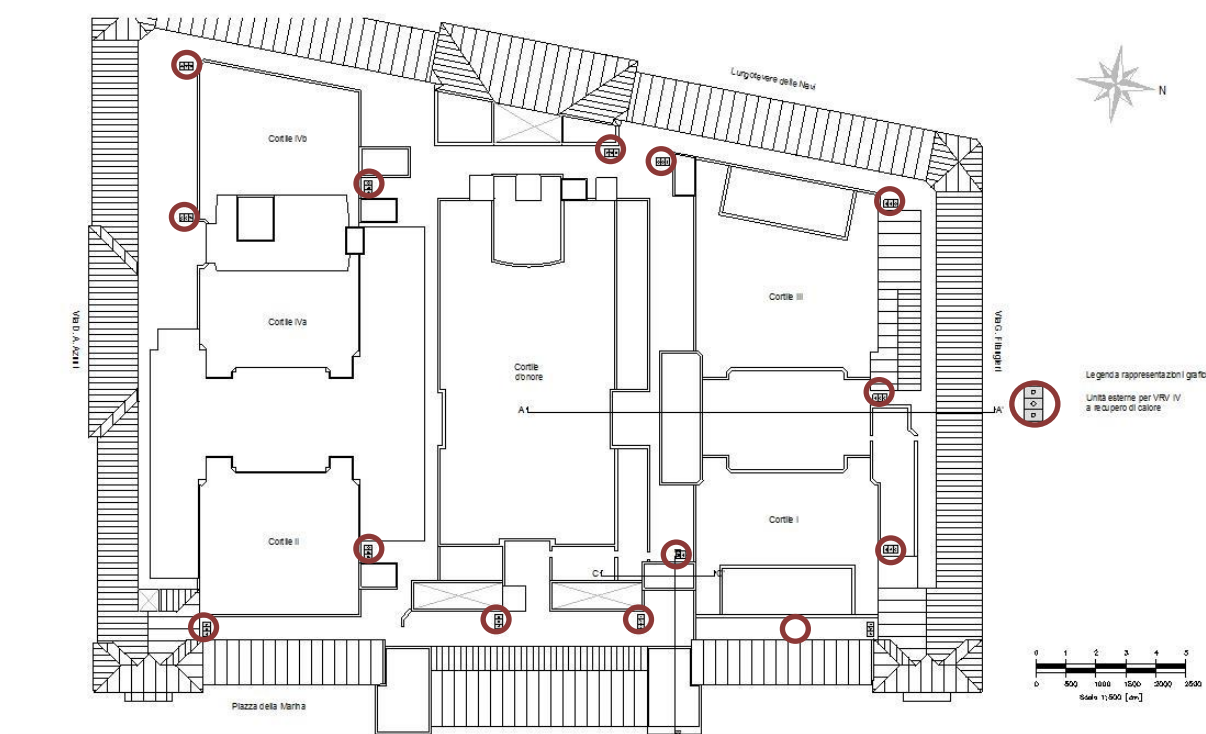 Lungotevere delle Navi
N
Cortile IVb
Cortile III
Cortile IVa
Via D. A. Azuni
Via G. Filangieri
Cortile
d'onore
Legenda rappresentazioni grafic
Unità esterne per VRV IV
a recupero di calore
A
A'
Cortile I
Cortile II
C
C'
Piazza della Marina
0 1 2 3 4 5
0 500 1000 1500 2000 2500
Scala 1:500 [cm]